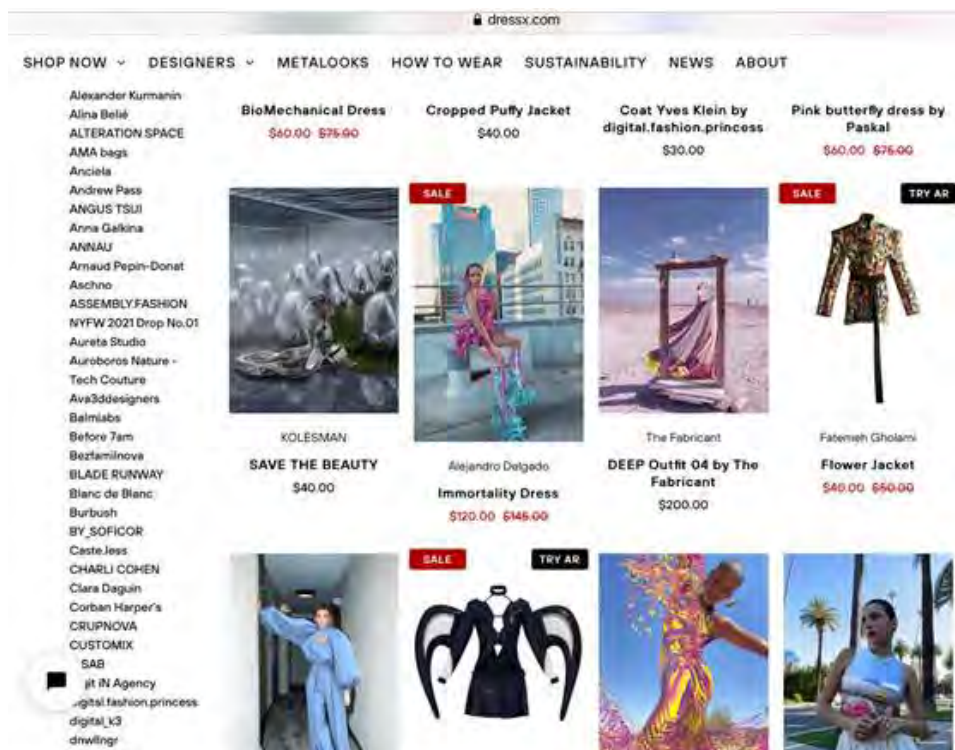 dressx.com
SHOP NOW DESIGNERS METALOOKS HOW TO WEAR SUSTAINABILITY NEWS ABOUT
Alexander Kurmanin
Alina Belié
ALTERATION SPACE
AMA bags
Anciela
Andrew Pass
ANGUS TSUI
Anna Galkina
ANNAU
Arnaud Pepin-Donat
Aschno
ASSEMBLY.FASHION
NYFW 2021 Drop No.01
Aureta Studio
Auroboros Nature -
Tech Couture
Ava3ddesigners
Balmlabs
Before 7am
Bezfamilnova
BLADE RUNWAY
Blanc de Blanc
Burbush
BY_SOFICOR
Caste.less
CHARLI COHEN
Clara Daguin
Corban Harper's
CRUPNOVA
CUSTOMIX
SAB
iN Agency
digital.fashion.princess
digital_k3
dnwllngr
BioMechanical Dress
$60.00 $75.00
Cropped Puffy Jacket
$40.00
Coat Yves Klein by
digital.fashion.princess
$30.00
Pink butterfly dress by
Paskal
$60.00 $75.00
KOLESMAN
SAVE THE BEAUTY
$40.00
SALE
Alejandro Delgado
Immortality Dress
$120.00 $145.00
The Fabricant
DEEP Outfit 04 by The
Fabricant
$200.00
SALE TRY AR
Fatemeh Gholami
Flower Jacket
$40.00 $50.00
SALE TRY AR